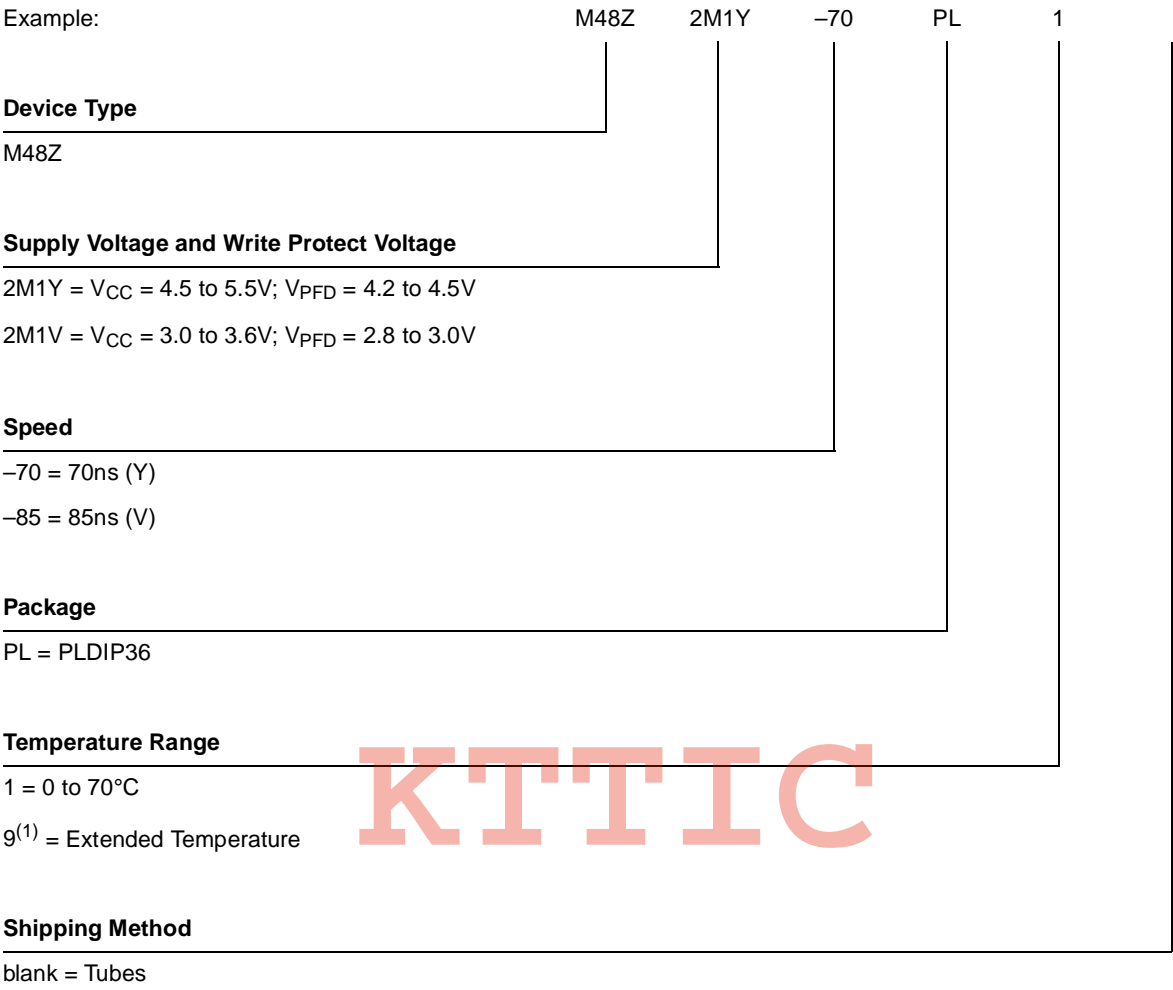 Example: M48Z 2M1Y –70 PL 1
Device Type
M48Z
Supply Voltage and Write Protect Voltage
2M1Y = VCC = 4.5 to 5.5V; VPFD = 4.2 to 4.5V
2M1V = VCC = 3.0 to 3.6V; VPFD = 2.8 to 3.0V
Speed
–70 = 70ns (Y)
–85 = 85ns (V)
Package
PL = PLDIP36
Temperature Range
1 = 0 to 70°C
9(1) = Extended Temperature
KTTIC
Shipping Method
blank = Tubes